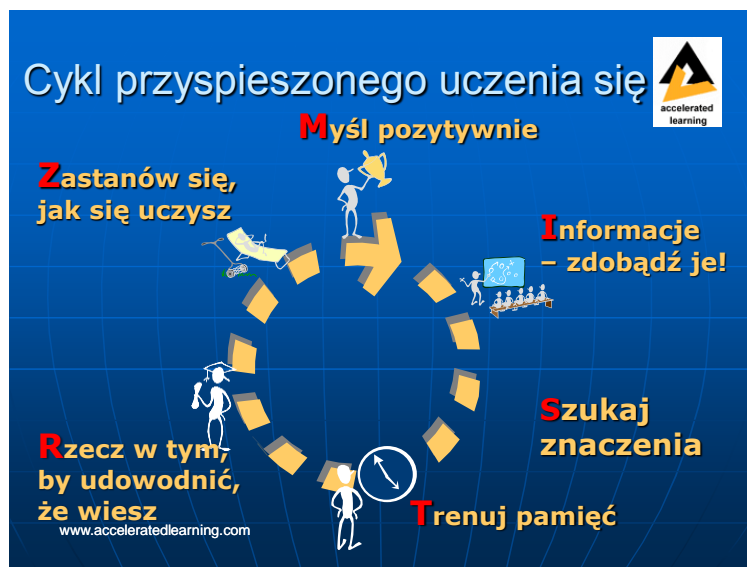 Cykl przyspieszonego uczenia się
accelerated
learning
Myśl pozytywnie
Informacje
– zdobądź je!
Szukaj
znaczenia
Trenuj pamięć
Rzecz w tym,
by udowodnić,
że wiesz
Zastanów się,
jak się uczysz
www.acceleratedlearning.com